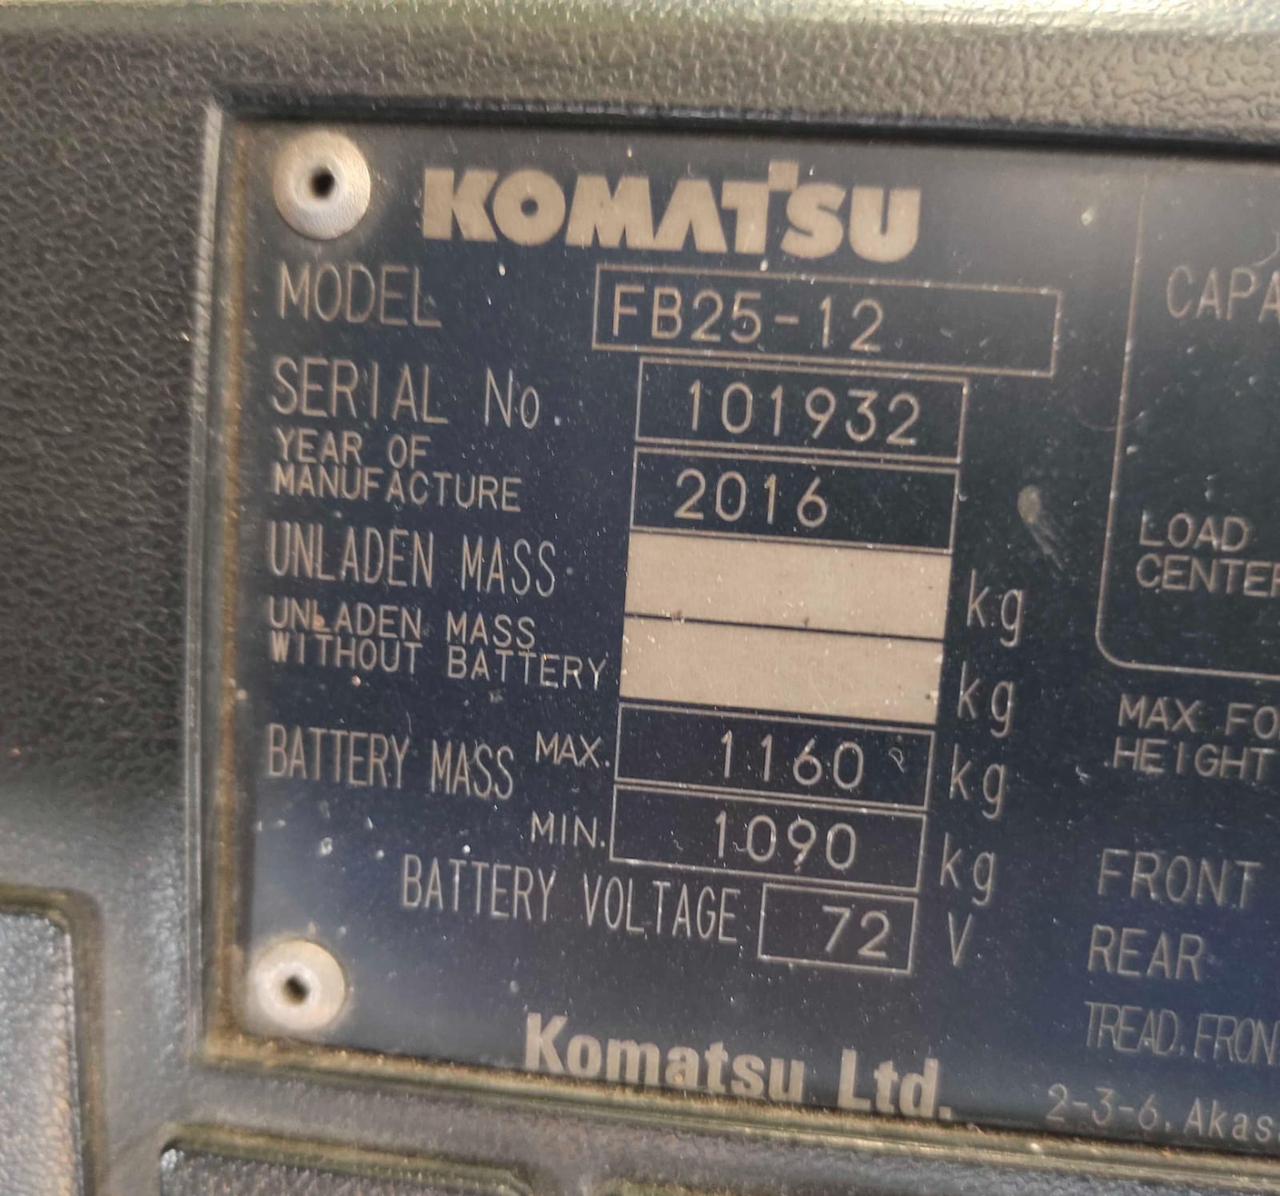 KOMATSU
MODEL FB25-12
SERIAL No. 101932
YEAR OF
MANUFACTURE 2016
UNLADEN MASS kg
UNLADEN MASS
WITHOUT BATTERY kg
BATTERY MASS MAX. 1160 kg
MIN. 1090 kg
BATTERY VOLTAGE 72 V
Komatsu Ltd.
CAPA
LOAD
CENTER
MAX FO
HEIGHT
FRONT
REAR
TREAD. FRON
2-3-6. Akas